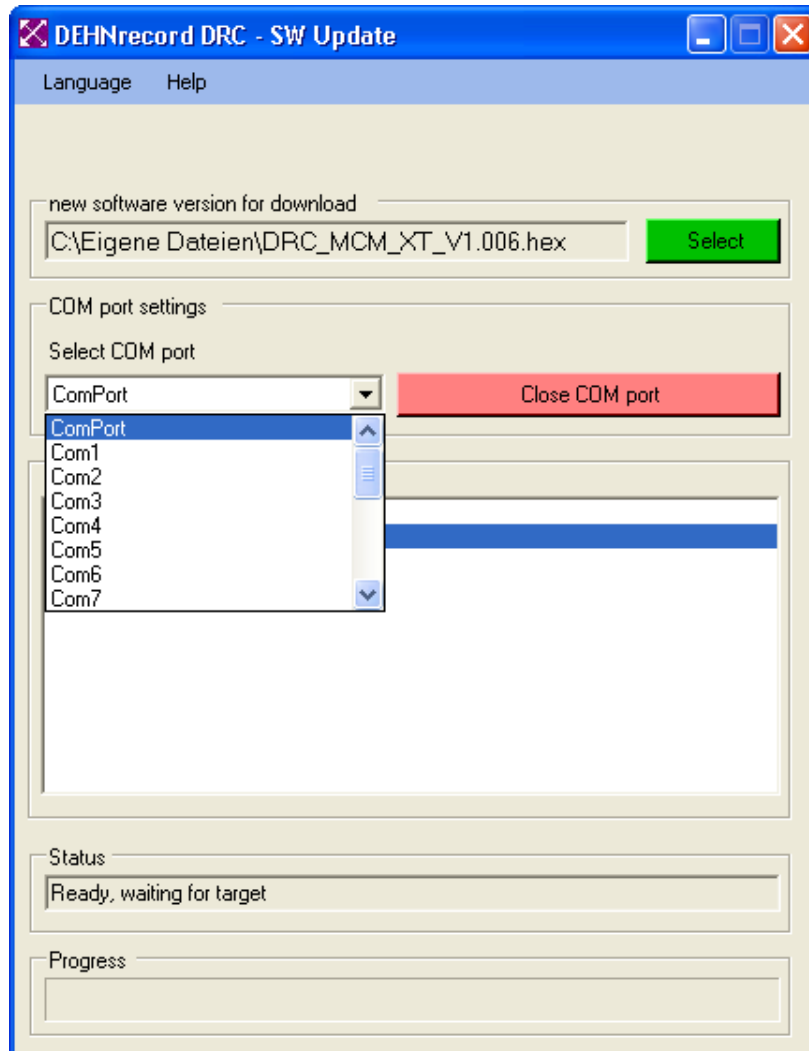 DEHNrecord DRC - SW Update
Language Help
new software version for download
C:\Eigene Dateien\DRC_MCM_XT_V1.006.hex Select
COM port settings
Select COM port
ComPort Close COM port
ComPort
Com1
Com2
Com3
Com4
Com5
Com6
Com7
Status
Ready, waiting for target
Progress